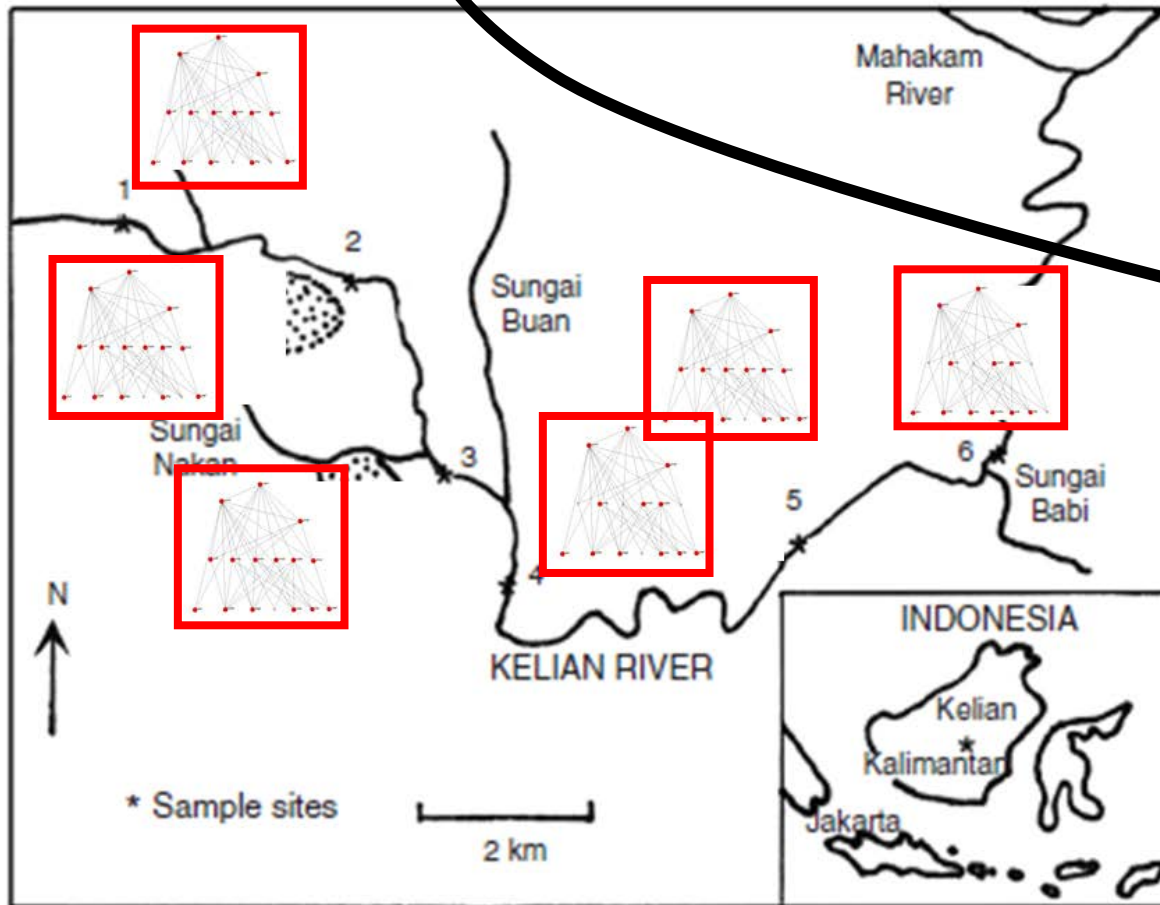 Mahakam
River
1
2
Sungai
Buan
Sungai
Nakan
3
6
Sungai
Babi
5
4
N
KELIAN RIVER
INDONESIA
Kelian
*
Kalimantan
Jakarta
* Sample sites
2 km